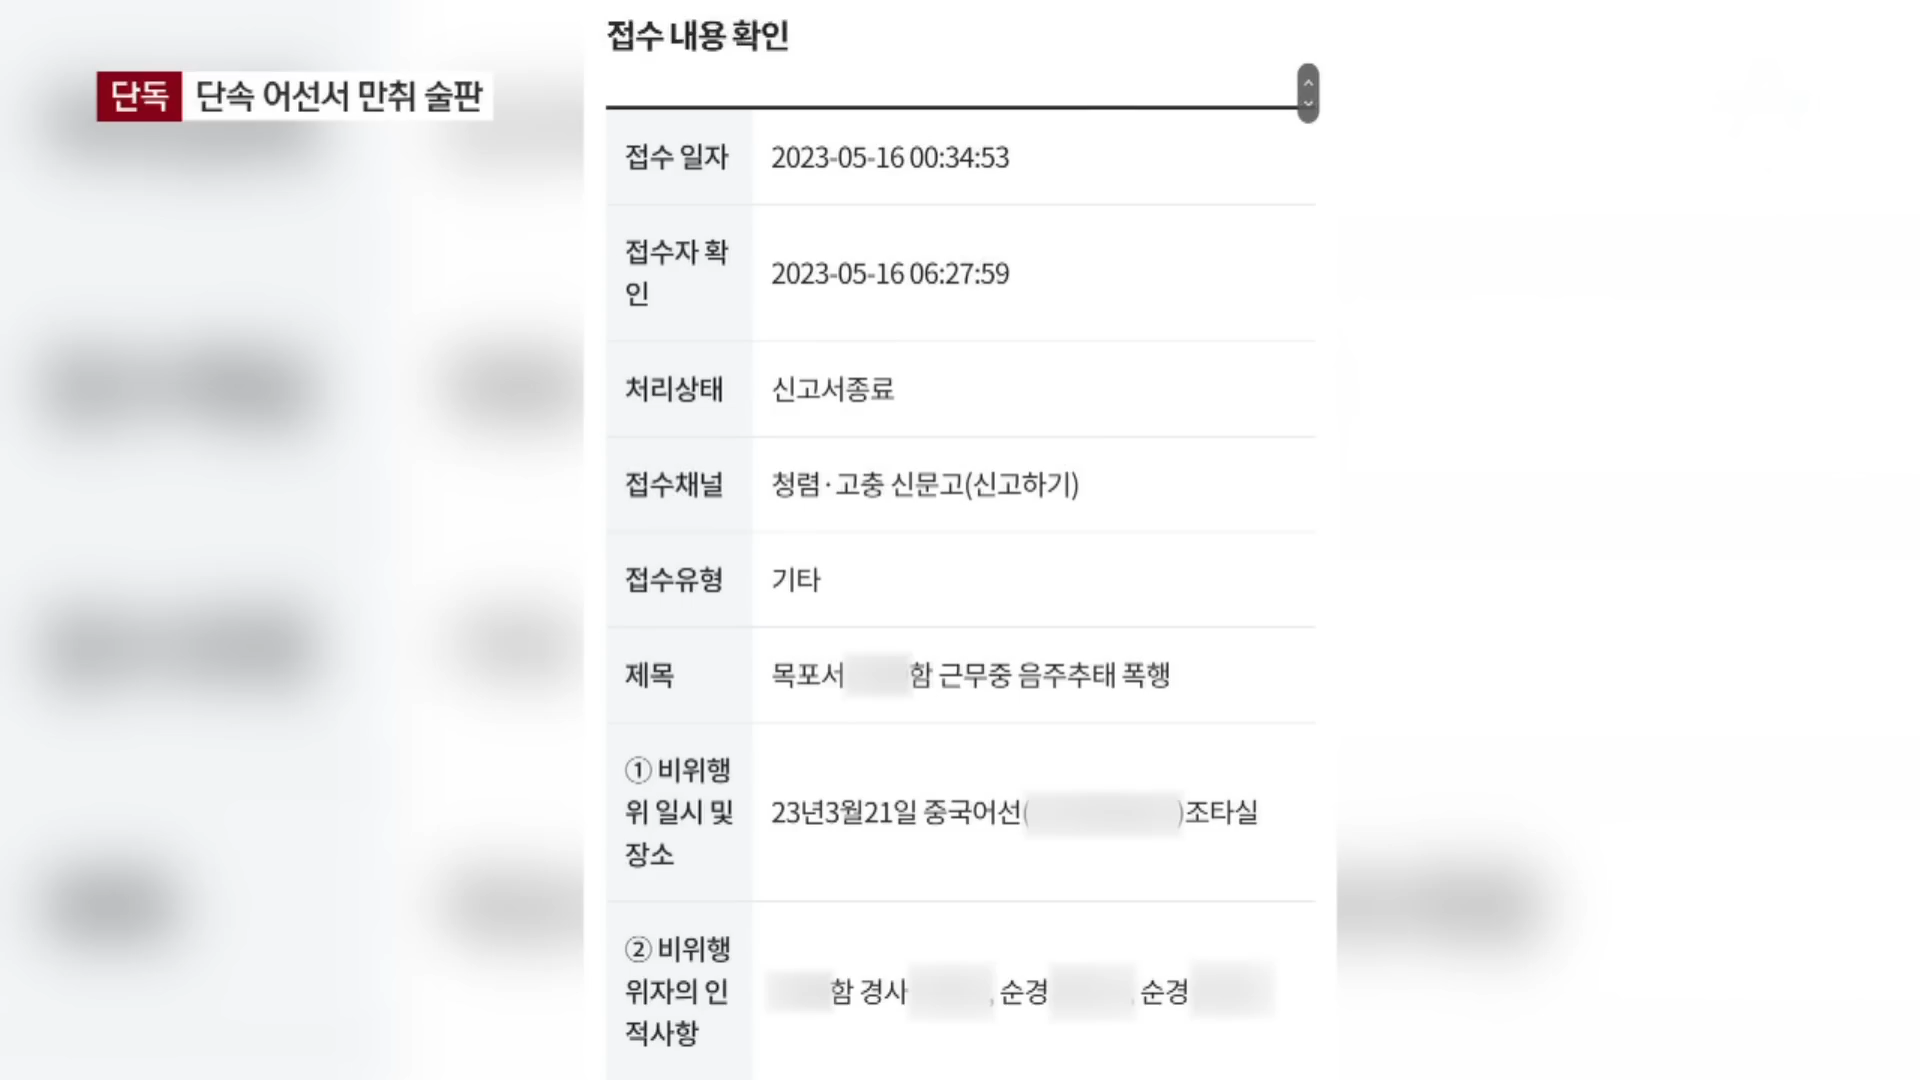 접수 내용 확인
단독 단속 어선서 만취 술판
접수 일자 2023-05-16 00:34:53
접수자 확
인
2023-05-16 06:27:59
처리상태 신고서종료
접수채널 청렴·고충 신문고(신고하기)
접수유형 기타
제목 목포서 함 근무중 음주추태 폭행
① 비위행
위 일시 및
장소
23년3월21일 중국어선( )조타실
② 비위행
위자의 인
적사항
함 경사 , 순경 , 순경